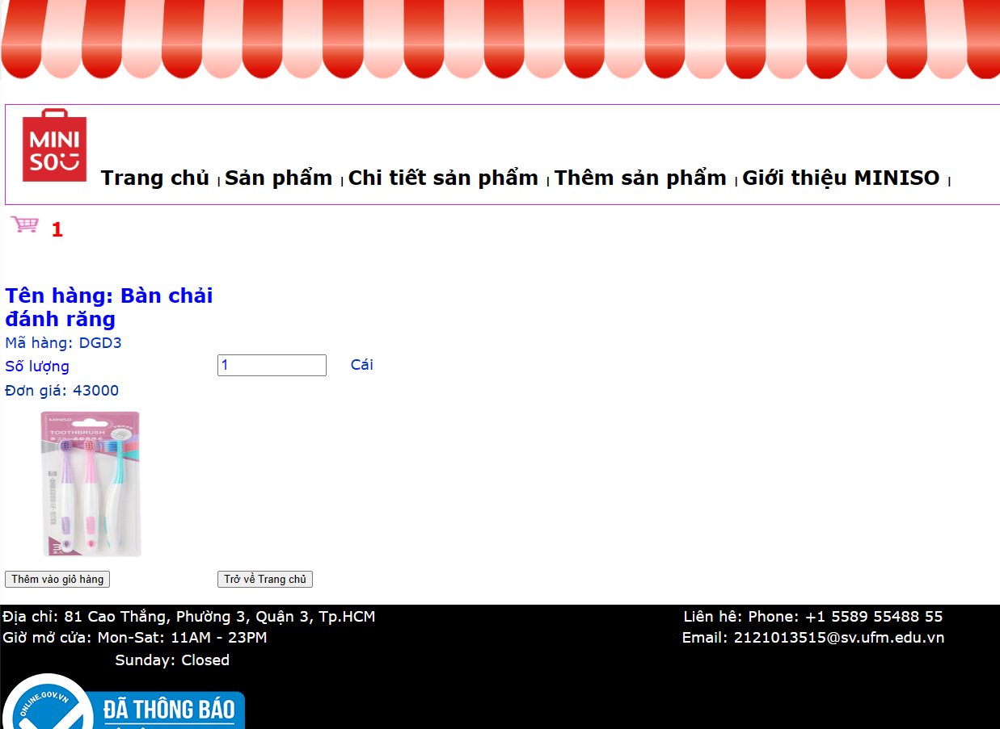 MINI
SO
Trang chủ | Sản phẩm | Chi tiết sản phẩm | Thêm sản phẩm | Giới thiệu MINISO |
1
Tên hàng: Bàn chải
đánh răng
Mã hàng: DGD3
Số lượng 1 Cái
Đơn giá: 43000
MINISO
TOOTHBRUSH
Thêm vào giỏ hàng Trở về Trang chủ
Địa chỉ: 81 Cao Thắng, Phường 3, Quận 3, Tp.HCM Liên hê: Phone: +1 5589 55488 55
Giờ mở cửa: Mon-Sat: 11AM - 23PM Email: 2121013515@sv.ufm.edu.vn
Sunday: Closed
ONLINE.GOV.VN
ĐÃ THÔNG BÁO